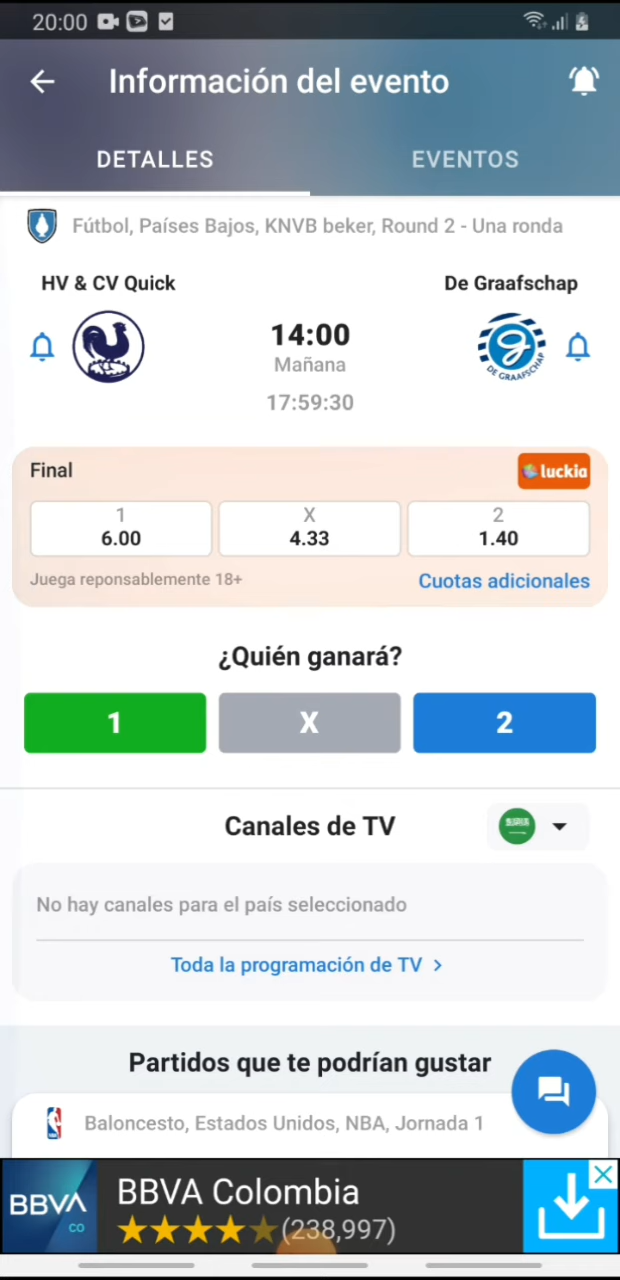 20:00
Información del evento
DETALLES
EVENTOS
Fútbol, Países Bajos, KNVB beker, Round 2 - Una ronda
HV & CV Quick
De Graafschap
14:00
Mañana
17:59:30
DE GRAAFSCHAP
Final
luckia
1
6.00
X
4.33
2
1.40
Juega reponsablemente 18+
Cuotas adicionales
¿Quién ganará?
1
X
2
Canales de TV
No hay canales para el país seleccionado
Toda la programación de TV >
Partidos que te podrían gustar
Baloncesto, Estados Unidos, NBA, Jornada 1
BBVA
CO
BBVA Colombia
(238,997)